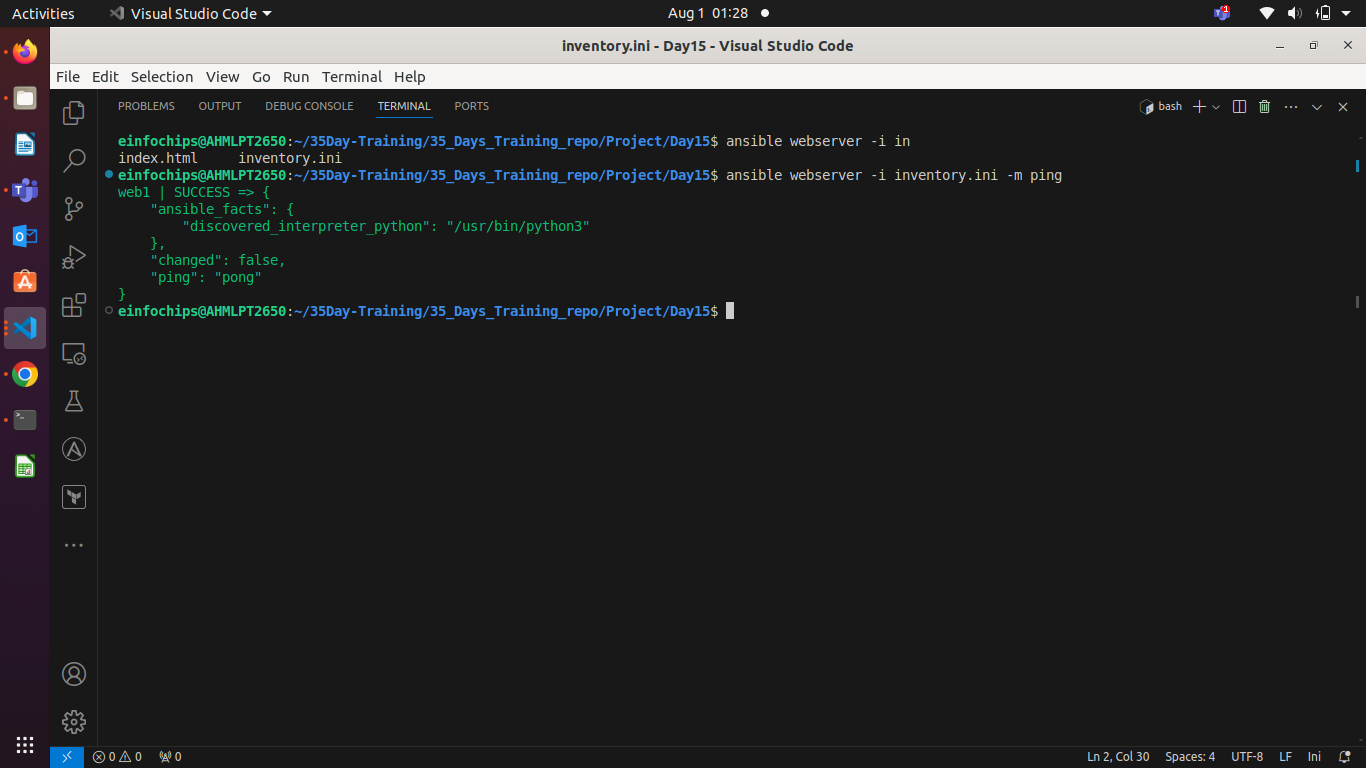 Activities Visual Studio Code Aug 1 01:28 1
inventory.ini - Day15 - Visual Studio Code
File Edit Selection View Go Run Terminal Help
PROBLEMS OUTPUT DEBUG CONSOLE TERMINAL PORTS bash
einfochips@AHMLPT2650:~/35Day-Training/35_Days_Training_repo/Project/Day15$ ansible webserver -i in
index.html     inventory.ini
einfochips@AHMLPT2650:~/35Day-Training/35_Days_Training_repo/Project/Day15$ ansible webserver -i inventory.ini -m ping
web1 | SUCCESS => {
    "ansible_facts": {
        "discovered_interpreter_python": "/usr/bin/python3"
    },
    "changed": false,
    "ping": "pong"
}
einfochips@AHMLPT2650:~/35Day-Training/35_Days_Training_repo/Project/Day15$
0 0 0 Ln 2, Col 30 Spaces: 4 UTF-8 LF Ini